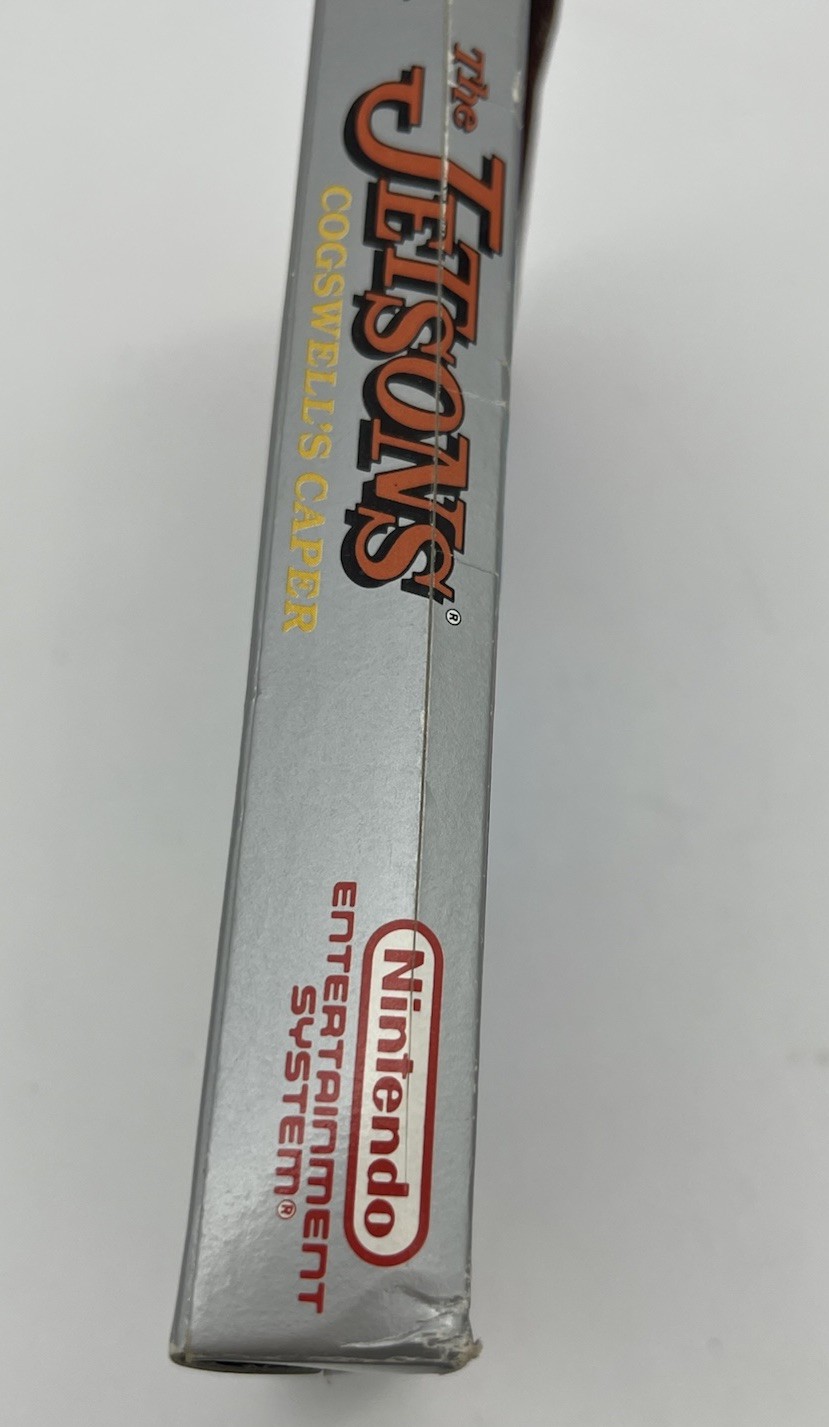 The
JETSONS®
COGSWELL'S CAPER
Nintendo
ENTERTAINMENT
SYSTEM®